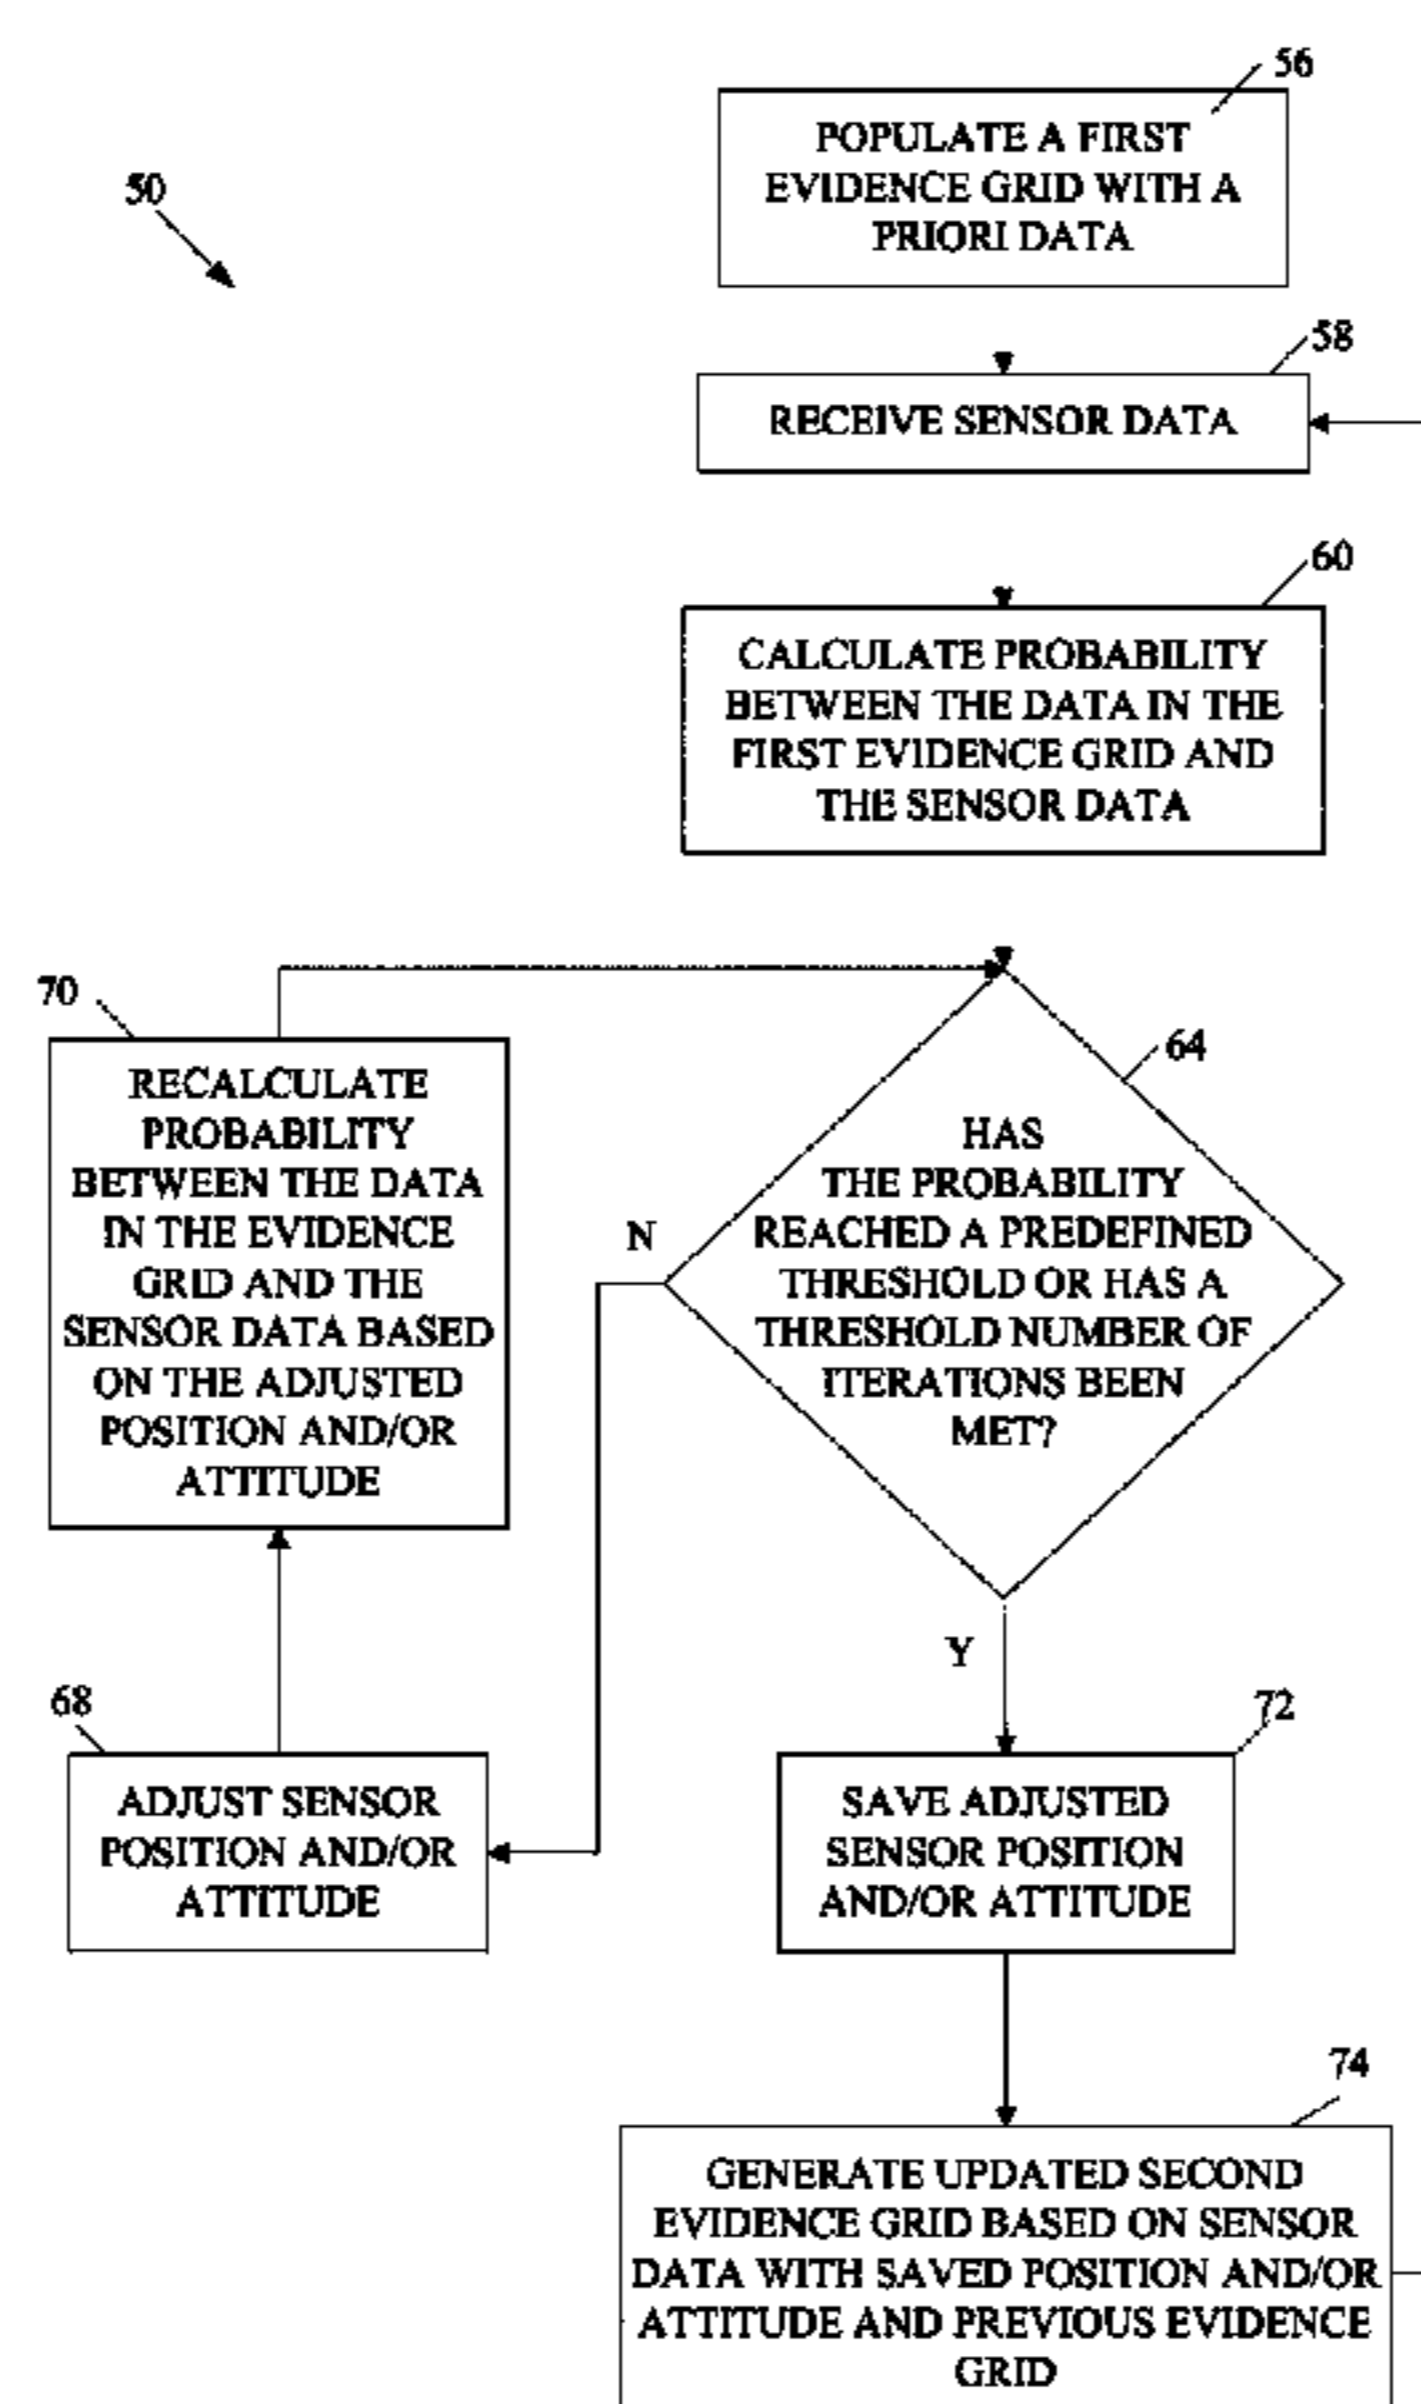 56
POPULATE A FIRST
EVIDENCE GRID WITH A
PRIORI DATA
50
58
RECEIVE SENSOR DATA
60
CALCULATE PROBABILITY
BETWEEN THE DATA IN THE
FIRST EVIDENCE GRID AND
THE SENSOR DATA
70
RECALCULATE
PROBABILITY
BETWEEN THE DATA
IN THE EVIDENCE
GRID AND THE
SENSOR DATA BASED
ON THE ADJUSTED
POSITION AND/OR
ATTITUDE
64
HAS
THE PROBABILITY
REACHED A PREDEFINED
THRESHOLD OR HAS A
THRESHOLD NUMBER OF
ITERATIONS BEEN
MET?
N
Y
68
ADJUST SENSOR
POSITION AND/OR
ATTITUDE
72
SAVE ADJUSTED
SENSOR POSITION
AND/OR ATTITUDE
74
GENERATE UPDATED SECOND
EVIDENCE GRID BASED ON SENSOR
DATA WITH SAVED POSITION AND/OR
ATTITUDE AND PREVIOUS EVIDENCE
GRID